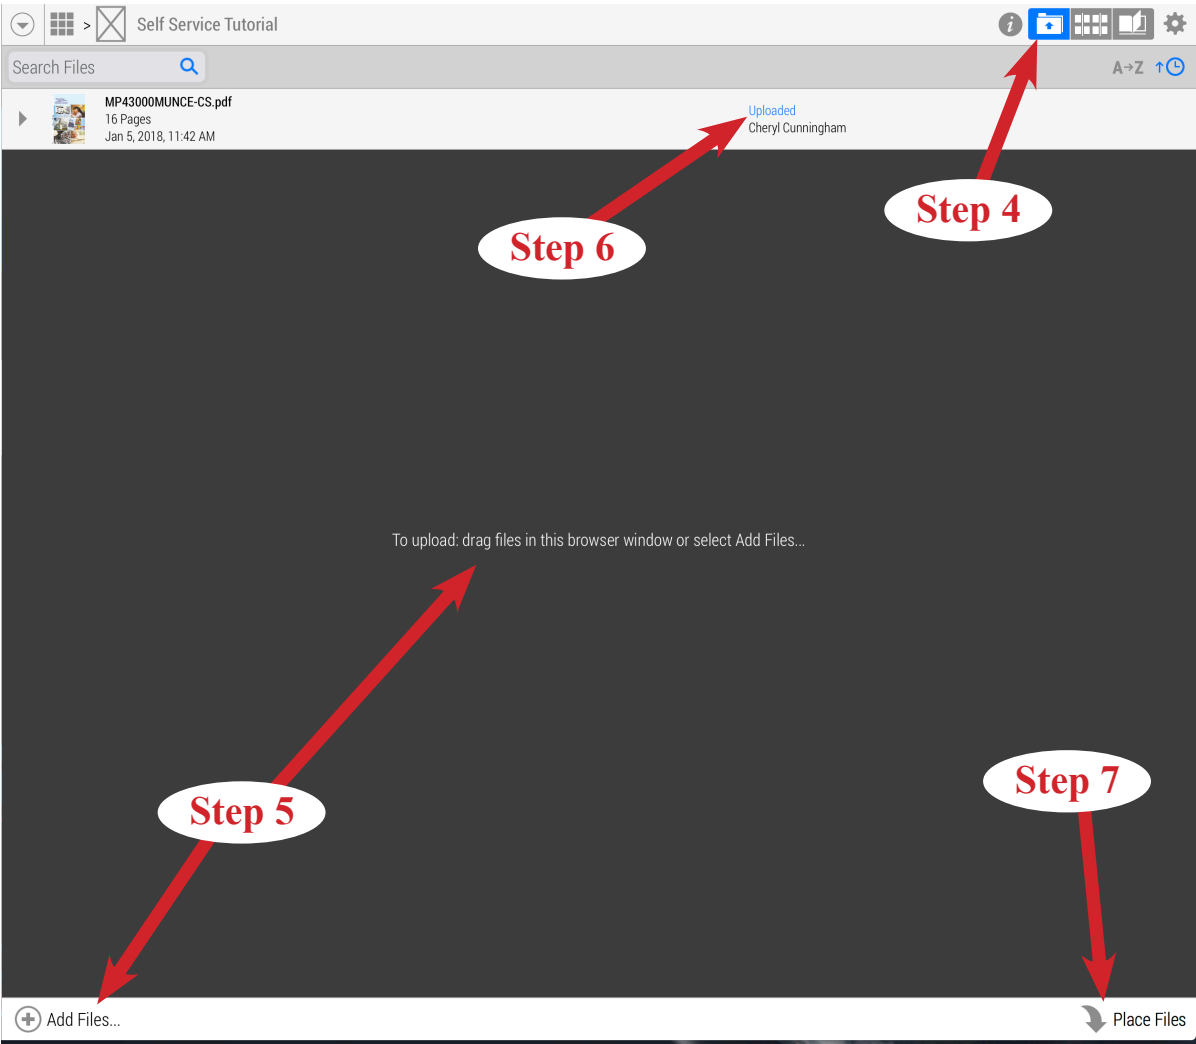 > Self Service Tutorial i
Search Files A→Z ↑
MP43000MUNCE-CS.pdf
16 Pages
Jan 5, 2018, 11:42 AM
Uploaded
Cheryl Cunningham
Step 4
Step 6
To upload: drag files in this browser window or select Add Files...
Step 7
Step 5
Add Files...
Place Files